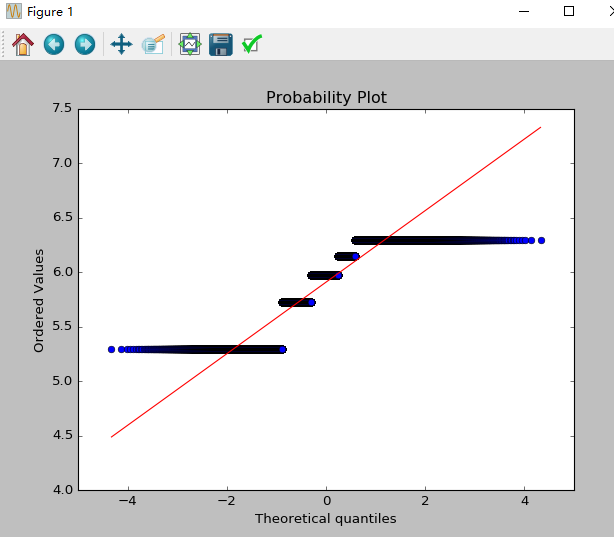 Figure 1
Probability Plot
7.5
7.0
6.5
6.0
5.5
5.0
4.5
4.0
Ordered Values
−4 −2 0 2 4
Theoretical quantiles